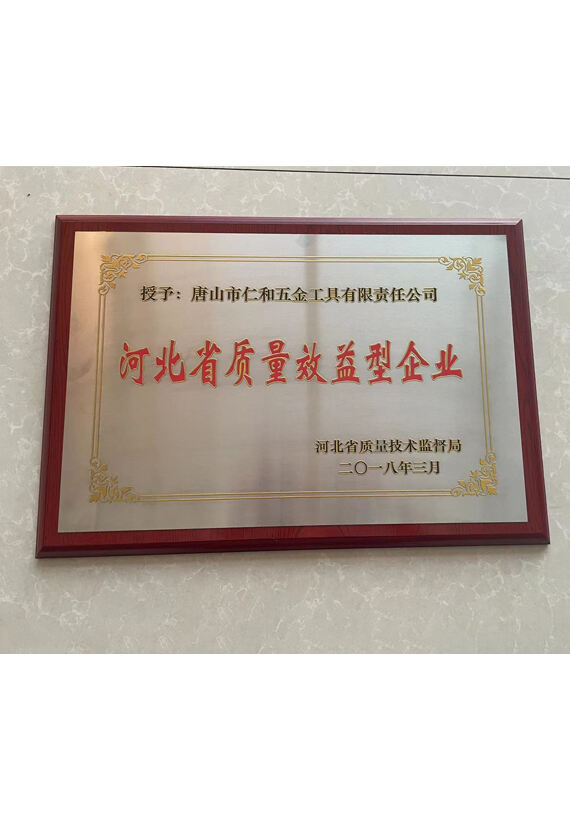 授予：唐山市仁和五金工具有限责任公司
河北省质量效益型企业
河北省质量技术监督局
二〇一八年三月